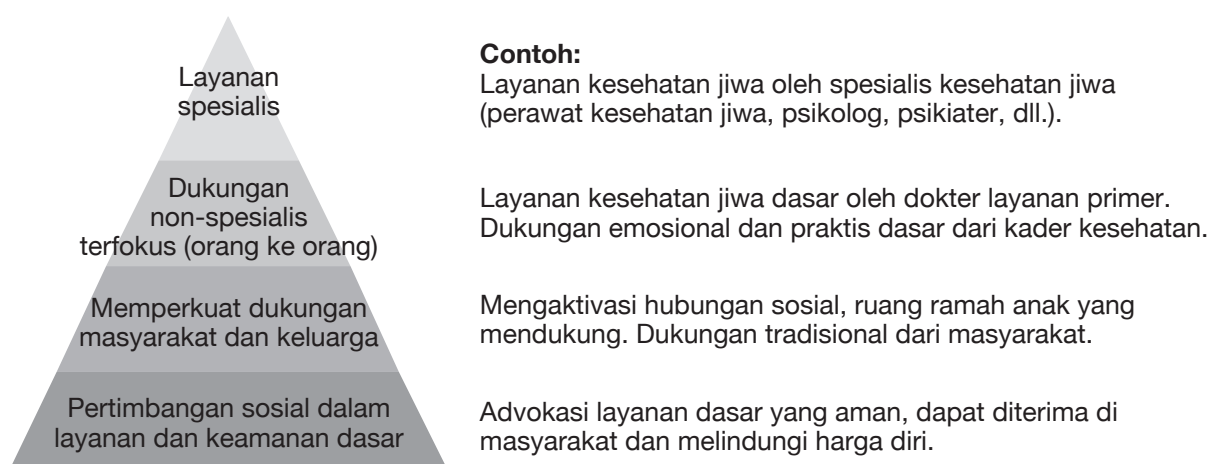 Contoh:
Layanan
spesialis
Layanan kesehatan jiwa oleh spesialis kesehatan jiwa
(perawat kesehatan jiwa, psikolog, psikiater, dll.).
Dukungan
non-spesialis
terfokus (orang ke orang)
Layanan kesehatan jiwa dasar oleh dokter layanan primer.
Dukungan emosional dan praktis dasar dari kader kesehatan.
Memperkuat dukungan
masyarakat dan keluarga
Mengaktivasi hubungan sosial, ruang ramah anak yang
mendukung. Dukungan tradisional dari masyarakat.
Pertimbangan sosial dalam
layanan dan keamanan dasar
Advokasi layanan dasar yang aman, dapat diterima di
masyarakat dan melindungi harga diri.